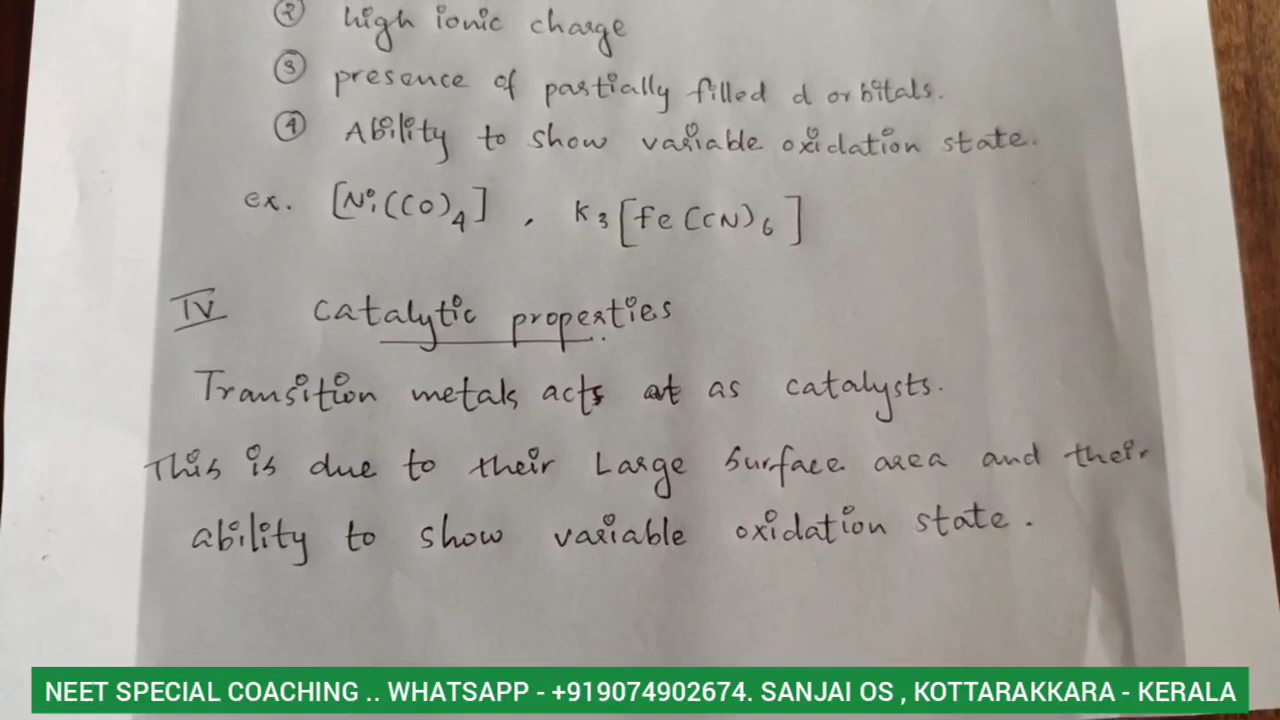 ② high ionic charge
③ presence of partially filled d orbitals.
④ Ability to show variable oxidation state.
ex. [Ni(CO)4] , K3[Fe(CN)6]
IV Catalytic properties
Transition metals acts at as catalysts.
This is due to their Large surface area and their
ability to show variable oxidation state.
NEET SPECIAL COACHING .. WHATSAPP - +919074902674. SANJAI OS , KOTTARAKKARA - KERALA